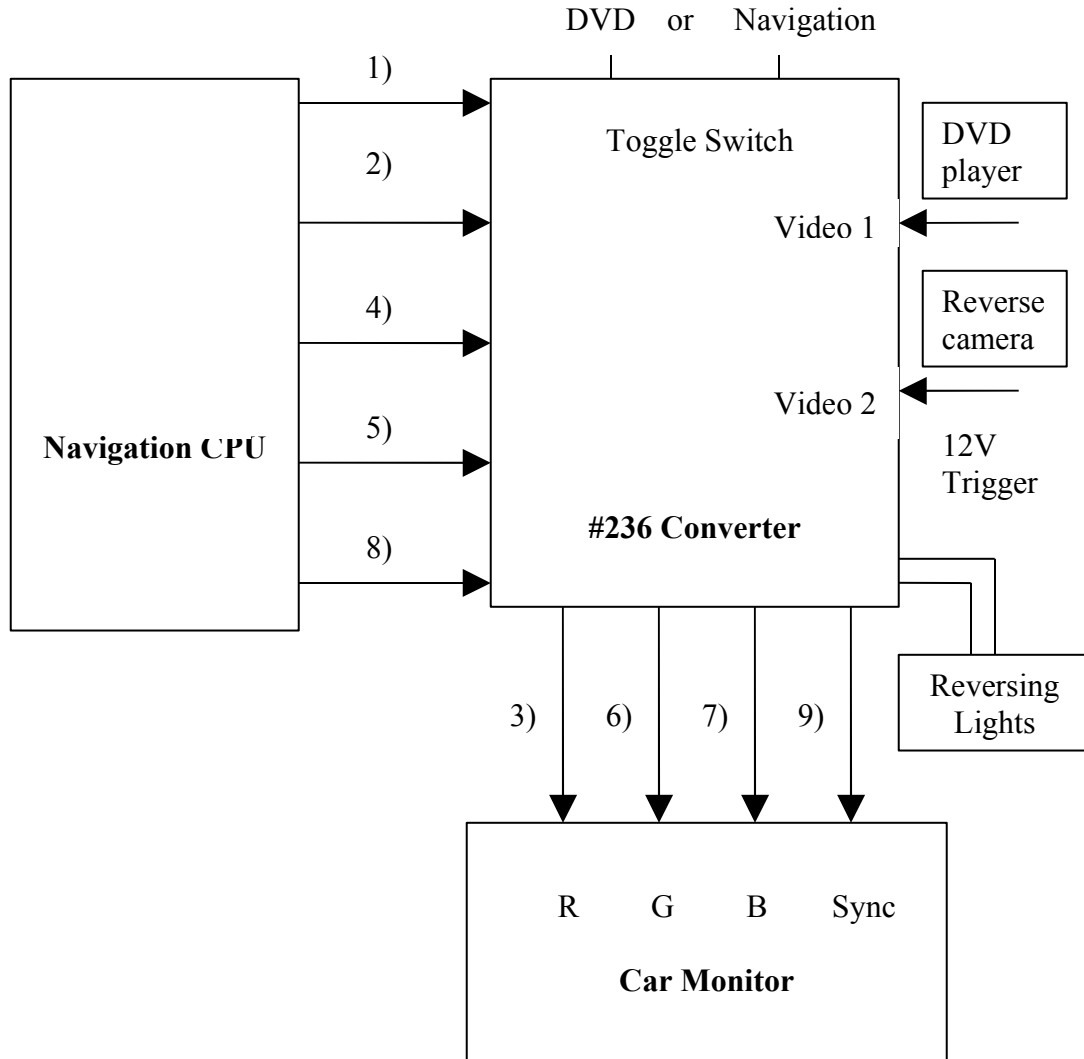 DVD or Navigation
1)
Toggle Switch
DVD
player
2)
Video 1
4)
Reverse
camera
Video 2
5)
Navigation CPU
12V
Trigger
#236 Converter
8)
3)
6)
7)
9)
Reversing
Lights
R G B Sync
Car Monitor